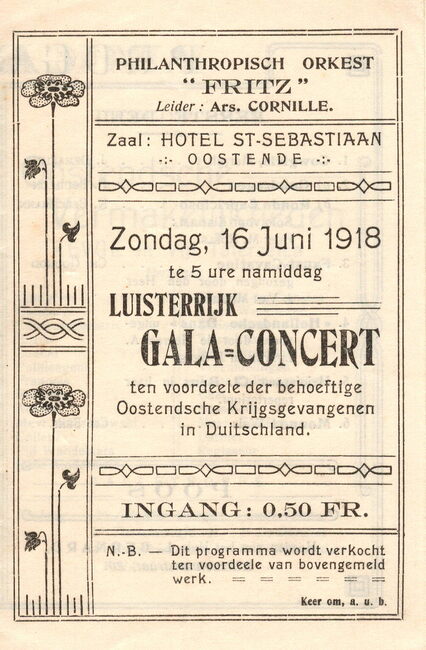 PHILANTHROPISCH ORKEST
"FRITZ"
Leider: Ars. CORNILLE.
Zaal: HOTEL ST-SEBASTIAAN
-:- OOSTENDE -:-
Zondag, 16 Juni 1918
te 5 ure namiddag
LUISTERRIJK
GALA=CONCERT
ten voordeele der behoeftige
Oostendsche Krijgsgevangenen
in Duitschland.
INGANG: 0.50 FR.
N.-B. — Dit programma wordt verkocht
ten voordeele van bovengemeld
werk.
Keer om, a. u. b.